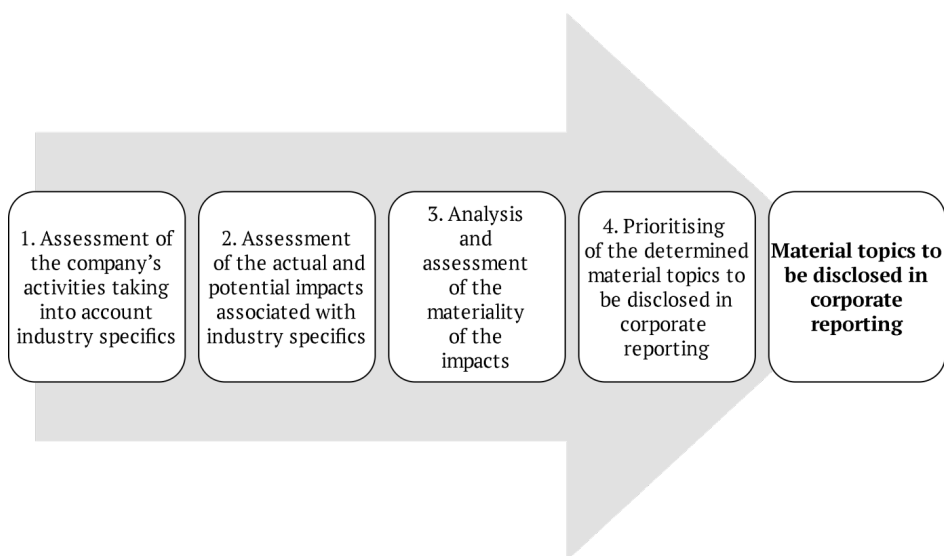 1. Assessment of
the company’s
activities taking
into account
industry specifics
2. Assessment
of the actual and
potential impacts
associated with
industry specifics
3. Analysis
and
assessment
of the
materiality
of the
impacts
4. Prioritising
of the determined
material topics to
be disclosed in
corporate
reporting
Material topics to
be disclosed in
corporate
reporting